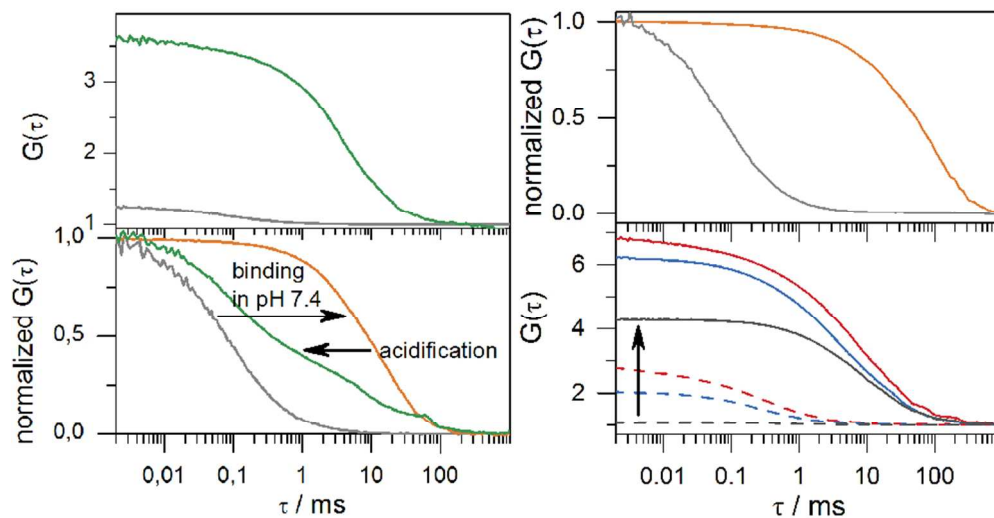 G(τ)
3
2
1
normalized G(τ)
1.0
0.5
0.0
normalized G(τ)
1,0
0,5
0,0
binding
in pH 7.4
acidification
0,01 0,1 1 10 100
τ / ms
G(τ)
6
4
2
0.01 0.1 1 10 100
τ / ms